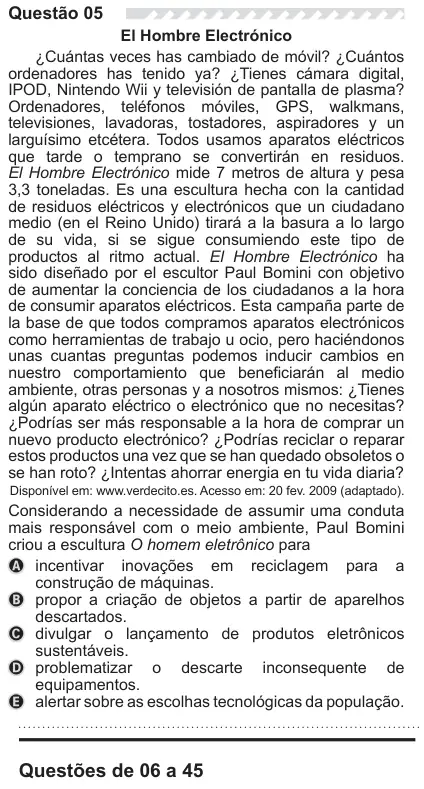 Questão 05
El Hombre Electrónico
¿Cuántas veces has cambiado de móvil? ¿Cuántos
ordenadores has tenido ya? ¿Tienes cámara digital,
IPOD, Nintendo Wii y televisión de pantalla de plasma?
Ordenadores, teléfonos móviles, GPS, walkmans,
televisiones, lavadoras, tostadores, aspiradores y un
larguísimo etcétera. Todos usamos aparatos eléctricos
que tarde o temprano se convertirán en residuos.
El Hombre Electrónico mide 7 metros de altura y pesa
3,3 toneladas. Es una escultura hecha con la cantidad
de residuos eléctricos y electrónicos que un ciudadano
medio (en el Reino Unido) tirará a la basura a lo largo
de su vida, si se sigue consumiendo este tipo de
productos al ritmo actual. El Hombre Electrónico ha
sido diseñado por el escultor Paul Bomini con objetivo
de aumentar la conciencia de los ciudadanos a la hora
de consumir aparatos eléctricos. Esta campaña parte de
la base de que todos compramos aparatos electrónicos
como herramientas de trabajo u ocio, pero haciéndonos
unas cuantas preguntas podemos inducir cambios en
nuestro comportamiento que beneficiarán al medio
ambiente, otras personas y a nosotros mismos: ¿Tienes
algún aparato eléctrico o electrónico que no necesitas?
¿Podrías ser más responsable a la hora de comprar un
nuevo producto electrónico? ¿Podrías reciclar o reparar
estos productos una vez que se han quedado obsoletos o
se han roto? ¿Intentas ahorrar energia en tu vida diaria?
Disponível em: www.verdecito.es. Acesso em: 20 fev. 2009 (adaptado).
Considerando a necessidade de assumir uma conduta
mais responsável com o meio ambiente, Paul Bomini
criou a escultura O homem eletrônico para
A incentivar inovações em reciclagem para a
construção de máquinas.
B propor a criação de objetos a partir de aparelhos
descartados.
C divulgar o lançamento de produtos eletrônicos
sustentáveis.
D problematizar o descarte inconsequente de
equipamentos.
E alertar sobre as escolhas tecnológicas da população.
Questões de 06 a 45